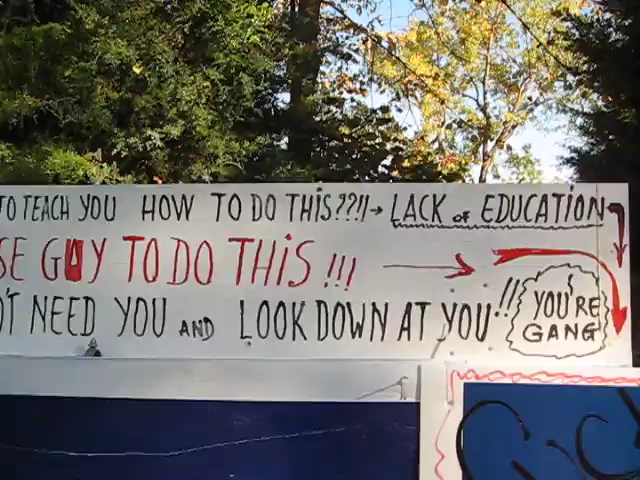 TO TEACH YOU HOW TO DO THIS??!!→ LACK OF EDUCATION
SE GUY TO DO THIS !!! →
T NEED YOU AND LOOK DOWN AT YOU!!
YOU'RE
GANG